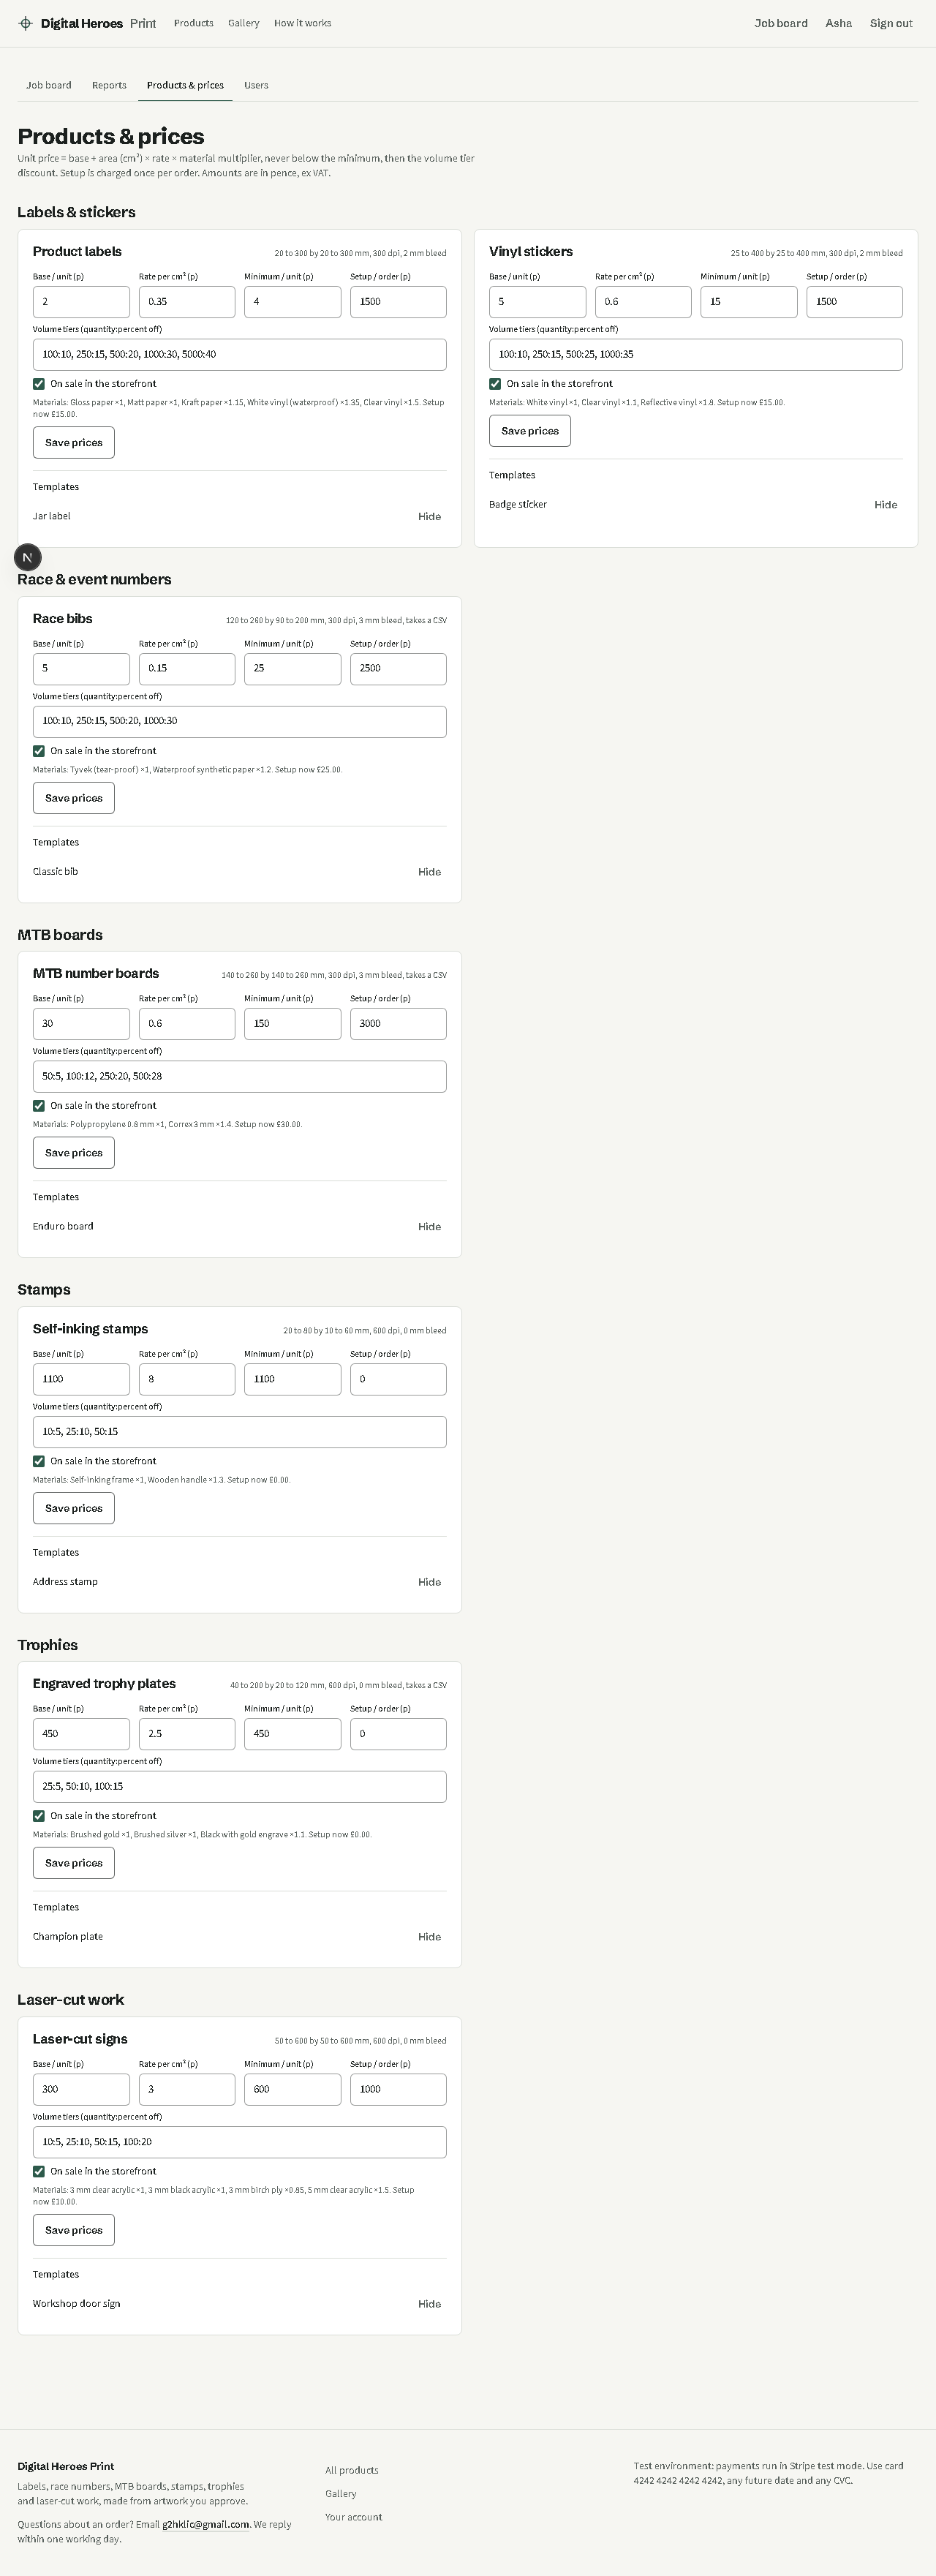 Digital Heroes Print
Products
Gallery
How it works
Job board
Asha
Sign out
Job board
Reports
Products & prices
Users
Products & prices
Unit price = base + area (cm²) × rate × material multiplier, never below the minimum, then the volume tier
discount. Setup is charged once per order. Amounts are in pence, ex VAT.
Labels & stickers
Product labels
20 to 300 by 20 to 300 mm, 300 dpi, 2 mm bleed
Base / unit (p)
Rate per cm² (p)
Minimum / unit (p)
Setup / order (p)
2
0.35
4
1500
Volume tiers (quantity:percent off)
100:10, 250:15, 500:20, 1000:30, 5000:40
On sale in the storefront
Materials: Gloss paper ×1, Matt paper ×1, Kraft paper ×1.15, White vinyl (waterproof) ×1.35, Clear vinyl ×1.5. Setup
now £15.00.
Save prices
Templates
Jar label
Hide
Vinyl stickers
25 to 400 by 25 to 400 mm, 300 dpi, 2 mm bleed
Base / unit (p)
Rate per cm² (p)
Minimum / unit (p)
Setup / order (p)
5
0.6
15
1500
Volume tiers (quantity:percent off)
100:10, 250:15, 500:25, 1000:35
On sale in the storefront
Materials: White vinyl ×1, Clear vinyl ×1.1, Reflective vinyl ×1.8. Setup now £15.00.
Save prices
Templates
Badge sticker
Hide
N
Race & event numbers
Race bibs
120 to 260 by 90 to 200 mm, 300 dpi, 3 mm bleed, takes a CSV
Base / unit (p)
Rate per cm² (p)
Minimum / unit (p)
Setup / order (p)
5
0.15
25
2500
Volume tiers (quantity:percent off)
100:10, 250:15, 500:20, 1000:30
On sale in the storefront
Materials: Tyvek (tear-proof) ×1, Waterproof synthetic paper ×1.2. Setup now £25.00.
Save prices
Templates
Classic bib
Hide
MTB boards
MTB number boards
140 to 260 by 140 to 260 mm, 300 dpi, 3 mm bleed, takes a CSV
Base / unit (p)
Rate per cm² (p)
Minimum / unit (p)
Setup / order (p)
30
0.6
150
3000
Volume tiers (quantity:percent off)
50:5, 100:12, 250:20, 500:28
On sale in the storefront
Materials: Polypropylene 0.8 mm ×1, Correx 3 mm ×1.4. Setup now £30.00.
Save prices
Templates
Enduro board
Hide
Stamps
Self-inking stamps
20 to 80 by 10 to 60 mm, 600 dpi, 0 mm bleed
Base / unit (p)
Rate per cm² (p)
Minimum / unit (p)
Setup / order (p)
1100
8
1100
0
Volume tiers (quantity:percent off)
10:5, 25:10, 50:15
On sale in the storefront
Materials: Self-inking frame ×1, Wooden handle ×1.3. Setup now £0.00.
Save prices
Templates
Address stamp
Hide
Trophies
Engraved trophy plates
40 to 200 by 20 to 120 mm, 600 dpi, 0 mm bleed, takes a CSV
Base / unit (p)
Rate per cm² (p)
Minimum / unit (p)
Setup / order (p)
450
2.5
450
0
Volume tiers (quantity:percent off)
25:5, 50:10, 100:15
On sale in the storefront
Materials: Brushed gold ×1, Brushed silver ×1, Black with gold engrave ×1.1. Setup now £0.00.
Save prices
Templates
Champion plate
Hide
Laser-cut work
Laser-cut signs
50 to 600 by 50 to 600 mm, 600 dpi, 0 mm bleed
Base / unit (p)
Rate per cm² (p)
Minimum / unit (p)
Setup / order (p)
300
3
600
1000
Volume tiers (quantity:percent off)
10:5, 25:10, 50:15, 100:20
On sale in the storefront
Materials: 3 mm clear acrylic ×1, 3 mm black acrylic ×1, 3 mm birch ply ×0.85, 5 mm clear acrylic ×1.5. Setup
now £10.00.
Save prices
Templates
Workshop door sign
Hide
Digital Heroes Print
Labels, race numbers, MTB boards, stamps, trophies
and laser-cut work, made from artwork you approve.
Questions about an order? Email g2hklic@gmail.com. We reply
within one working day.
All products
Gallery
Your account
Test environment: payments run in Stripe test mode. Use card
4242 4242 4242 4242, any future date and any CVC.